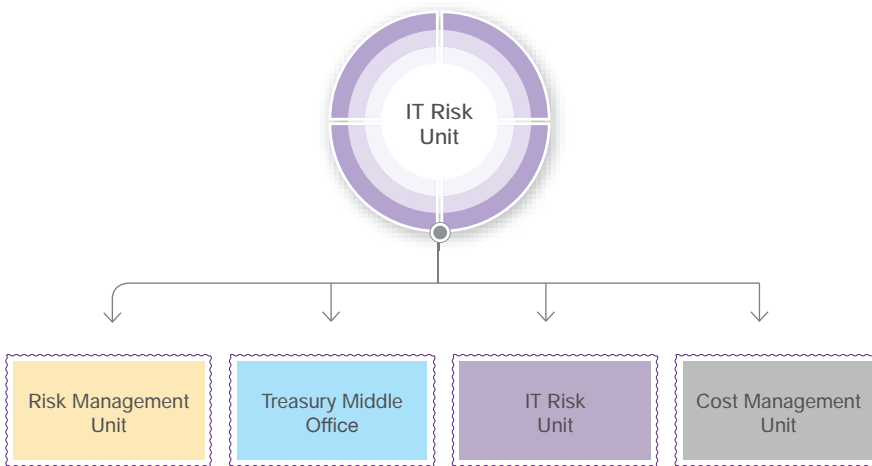 IT Risk
Unit
Risk Management
Unit
Treasury Middle
Office
IT Risk
Unit
Cost Management
Unit